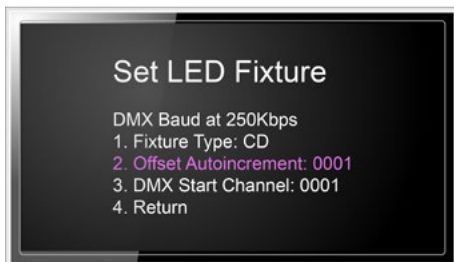 Set LED Fixture
DMX Baud at 250Kbps
1. Fixture Type: CD
2. Offset Autoincrement: 0001
3. DMX Start Channel: 0001
4. Return